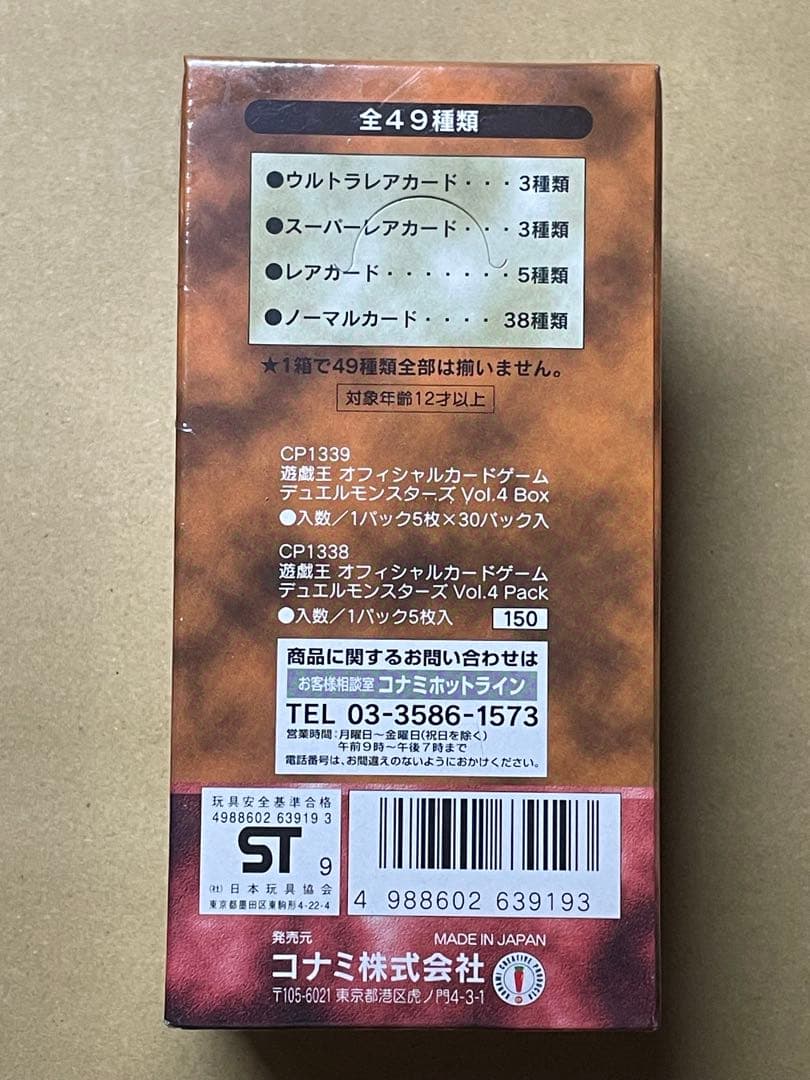 全49種類
●ウルトラレアカード・・・3種類
●スーパーレアカード・・・3種類
●レアカード・・・・・・・5種類
●ノーマルカード・・・・38種類
★1箱で49種類全部は揃いません。
対象年齢12才以上
CP1339
遊戯王 オフィシャルカードゲーム
デュエルモンスターズ Vol.4 Box
●入数/1パック5枚×30パック入
CP1338
遊戯王 オフィシャルカードゲーム
デュエルモンスターズ Vol.4 Pack
●入数/1パック5枚入 150
商品に関するお問い合わせは
お客様相談室 コナミホットライン
TEL 03-3586-1573
営業時間:月曜日〜金曜日(祝日を除く)
午前9時〜午後7時まで
電話番号は、お間違えのないようにおかけください。
玩具安全基準合格
4988602 63919 3
ST 9
(社)日本玩具協会
東京都墨田区東駒形4-22-4
4 988602 639193
発売元 MADE IN JAPAN
コナミ株式会社
〒105-6021 東京都港区虎ノ門4-3-1
KONAMI CREATIVE PRODUCTS